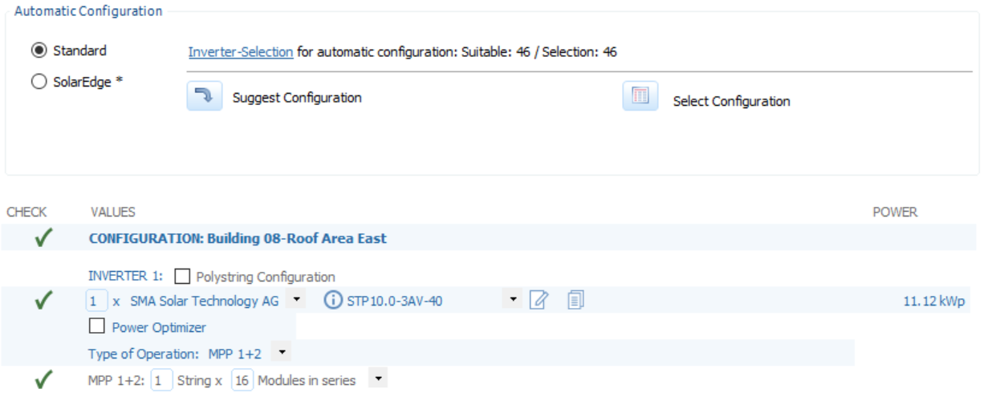 Automatic Configuration
Standard
Inverter-Selection for automatic configuration: Suitable: 46 / Selection: 46
SolarEdge *
Suggest Configuration
Select Configuration
CHECK VALUES POWER
CONFIGURATION: Building 08-Roof Area East
INVERTER 1: Polystring Configuration
1 x SMA Solar Technology AG STP10.0-3AV-40 11.12 kWp
Power Optimizer
Type of Operation: MPP 1+2
MPP 1+2: 1 String x 16 Modules in series